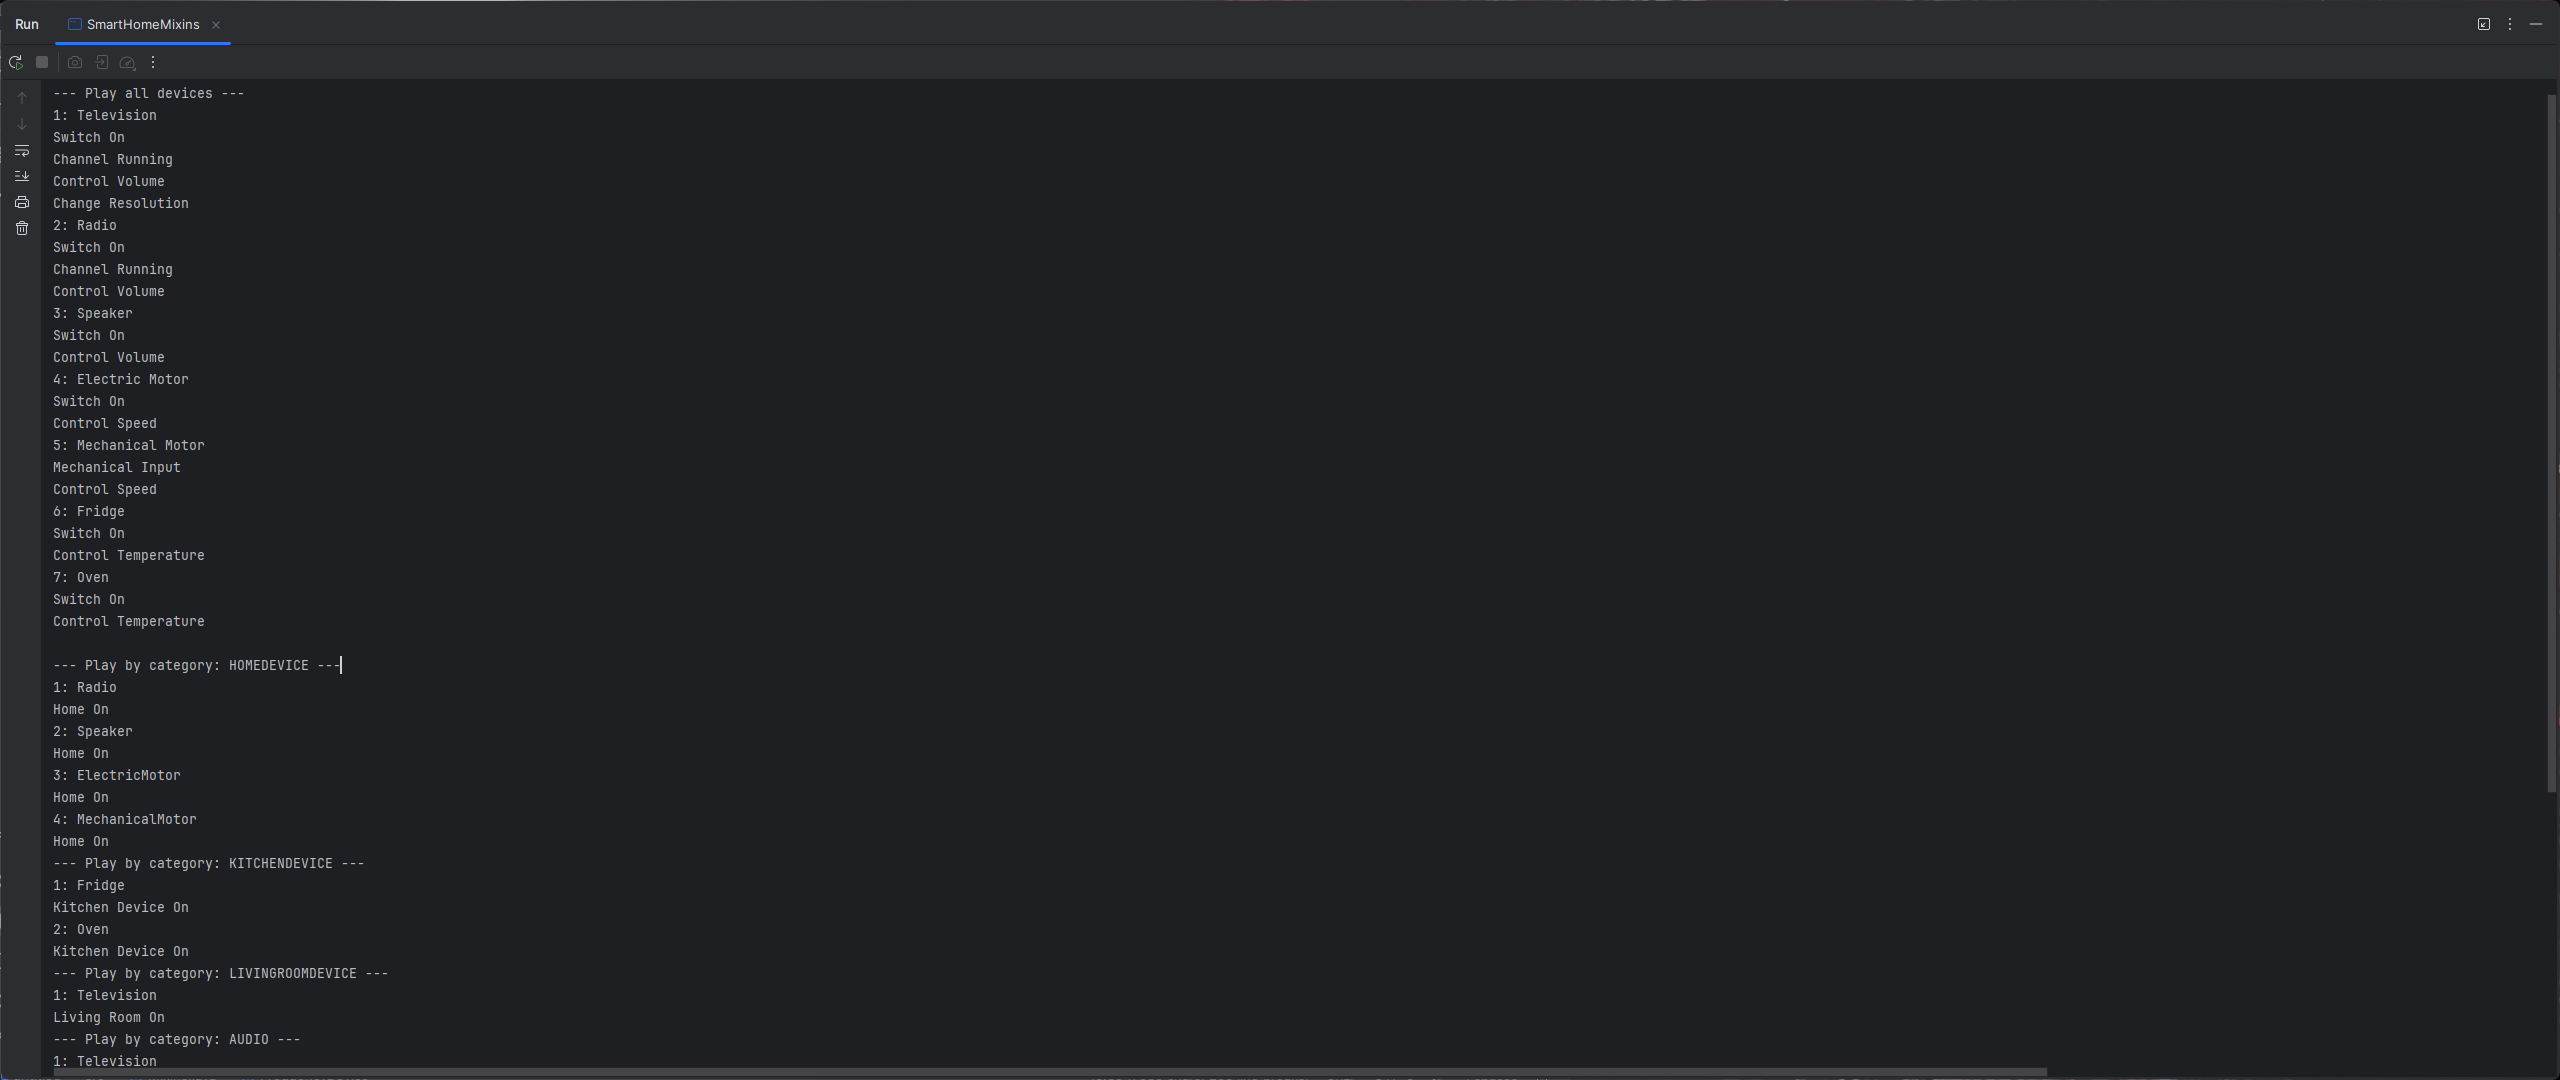 Run SmartHomeMixins
--- Play all devices ---
1: Television
Switch On
Channel Running
Control Volume
Change Resolution
2: Radio
Switch On
Channel Running
Control Volume
3: Speaker
Switch On
Control Volume
4: Electric Motor
Switch On
Control Speed
5: Mechanical Motor
Mechanical Input
Control Speed
6: Fridge
Switch On
Control Temperature
7: Oven
Switch On
Control Temperature
--- Play by category: HOMEDEVICE ---
1: Radio
Home On
2: Speaker
Home On
3: ElectricMotor
Home On
4: MechanicalMotor
Home On
--- Play by category: KITCHENDEVICE ---
1: Fridge
Kitchen Device On
2: Oven
Kitchen Device On
--- Play by category: LIVINGROOMDEVICE ---
1: Television
Living Room On
--- Play by category: AUDIO ---
1: Television